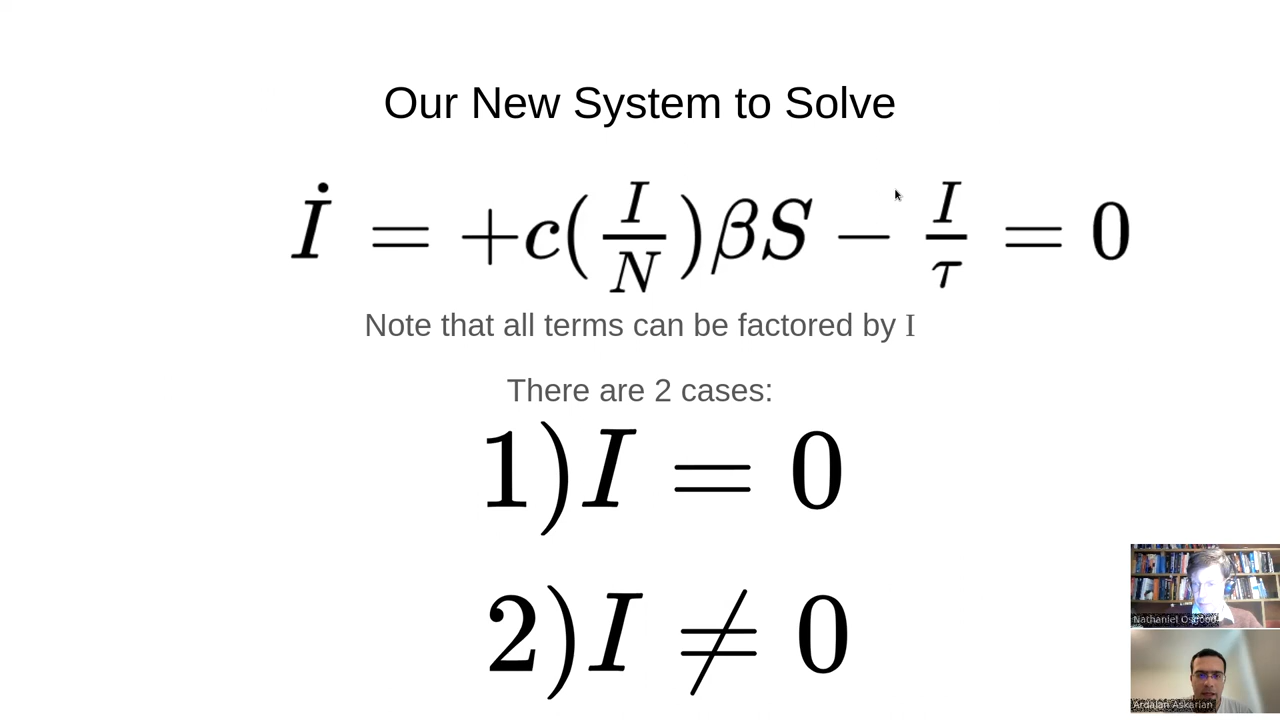 Our New System to Solve
İ = +c(I/N)βS − I/τ = 0
Note that all terms can be factored by I
There are 2 cases:
1)I = 0
2)I ≠ 0
Nathaniel Osgood
Ardalan Askarian